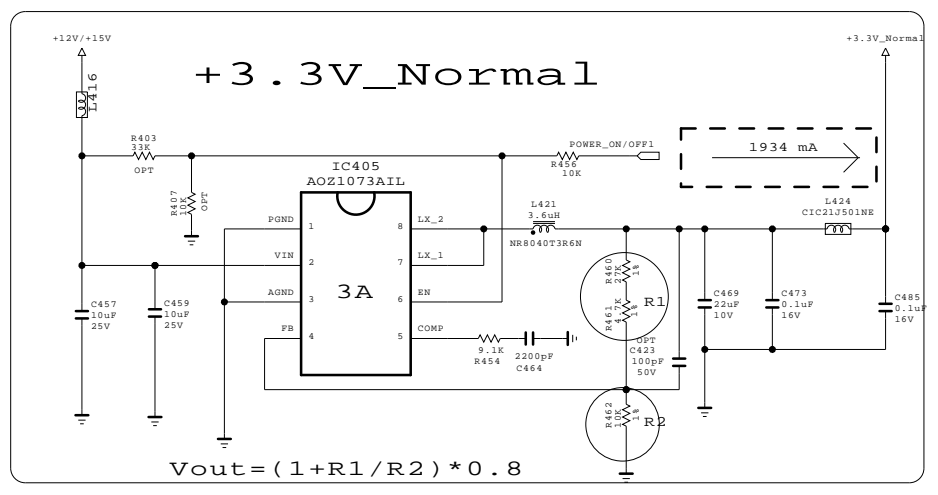 +12V/+15V
+3.3V_Normal
+3.3V_Normal
L416
R403
33K
OPT
R407
10K
OPT
POWER_ON/OFF1
R456
10K
1934 mA
IC405
AOZ1073AIL
L421
3.6uH
NR8040T3R6N
L424
CIC21J501NE
PGND
1
8
LX_2
VIN
2
7
LX_1
AGND
3
6
EN
FB
4
5
COMP
3A
R460
27K
1%
R461
4.7K
1%
R1
C457
10uF
25V
C459
10uF
25V
C469
22uF
10V
C473
0.1uF
16V
C485
0.1uF
16V
9.1K
R454
2200pF
C464
OPT
C423
100pF
50V
R462
10K
1%
R2
Vout=(1+R1/R2)*0.8